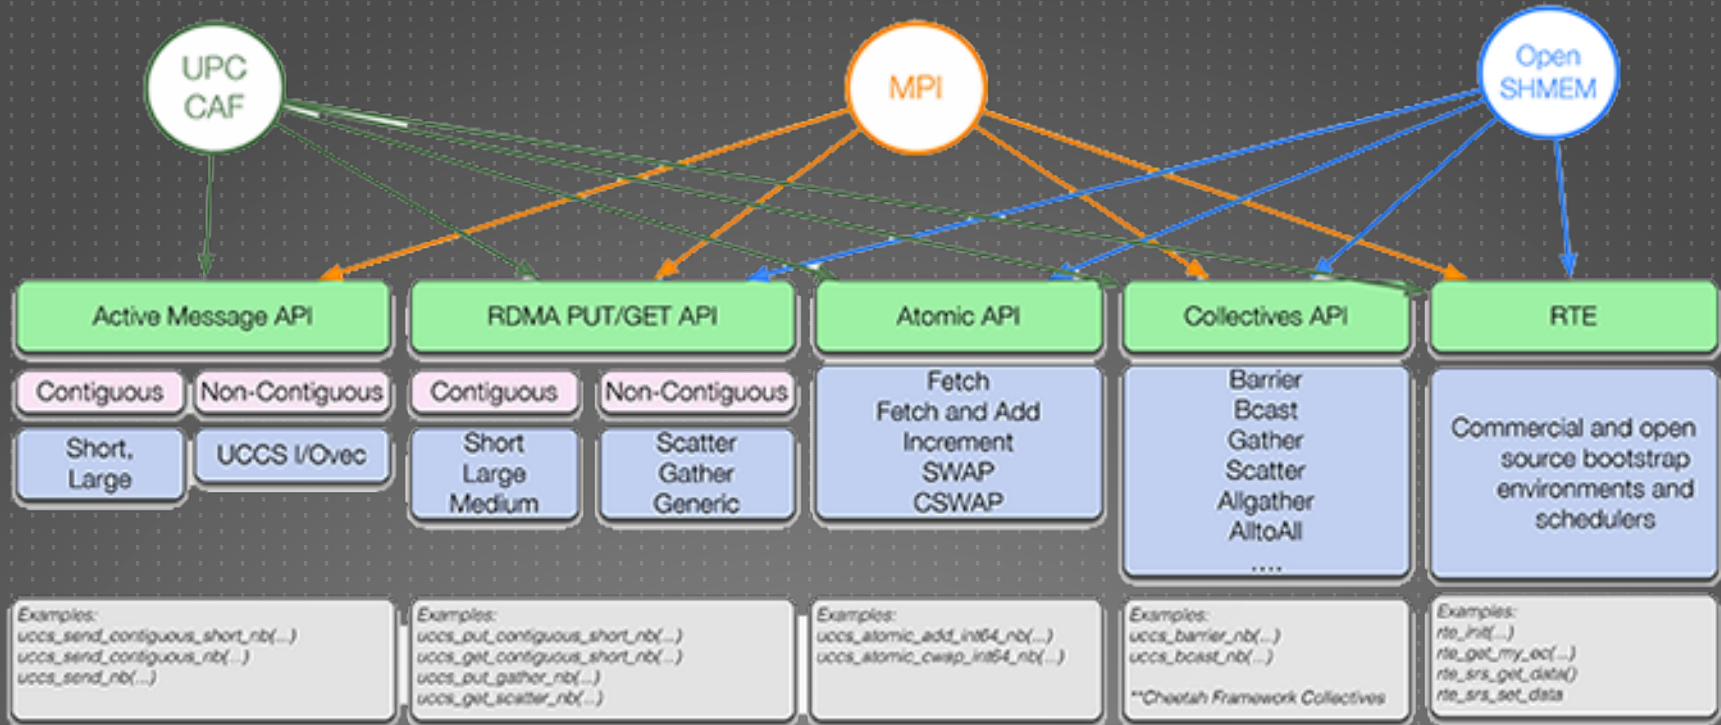 UPC
CAF
MPI
Open
SHMEM
Active Message API
RDMA PUT/GET API
Atomic API
Collectives API
RTE
Contiguous
Non-Contiguous
Short,
Large
UCCS I/Ovec
Contiguous
Non-Contiguous
Short
Large
Medium
Scatter
Gather
Generic
Fetch
Fetch and Add
Increment
SWAP
CSWAP
Barrier
Bcast
Gather
Scatter
Allgather
AlltoAll
....
Commercial and open
source bootstrap
environments and
schedulers
Examples:
uccs_send_contiguous_short_nb(...)
uccs_send_contiguous_nb(...)
uccs_send_nb(...)
Examples:
uccs_put_contiguous_short_nb(...)
uccs_get_contiguous_short_nb(...)
uccs_put_gather_nb(...)
uccs_get_scatter_nb(...)
Examples:
uccs_atomic_add_int64_nb(...)
uccs_atomic_cwap_int64_nb(...)
Examples:
uccs_barrier_nb(...)
uccs_bcast_nb(...)
**Cheetah Framework Collectives
Examples:
rte_init(...)
rte_get_my_ec(...)
rte_srs_get_data()
rte_srs_set_data